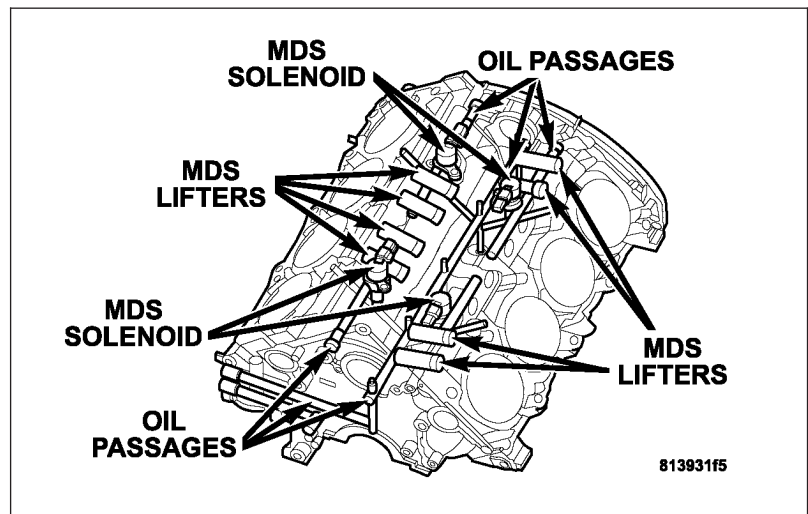 MDS
SOLENOID
OIL PASSAGES
MDS
LIFTERS
MDS
SOLENOID
MDS
LIFTERS
OIL
PASSAGES
813931f5